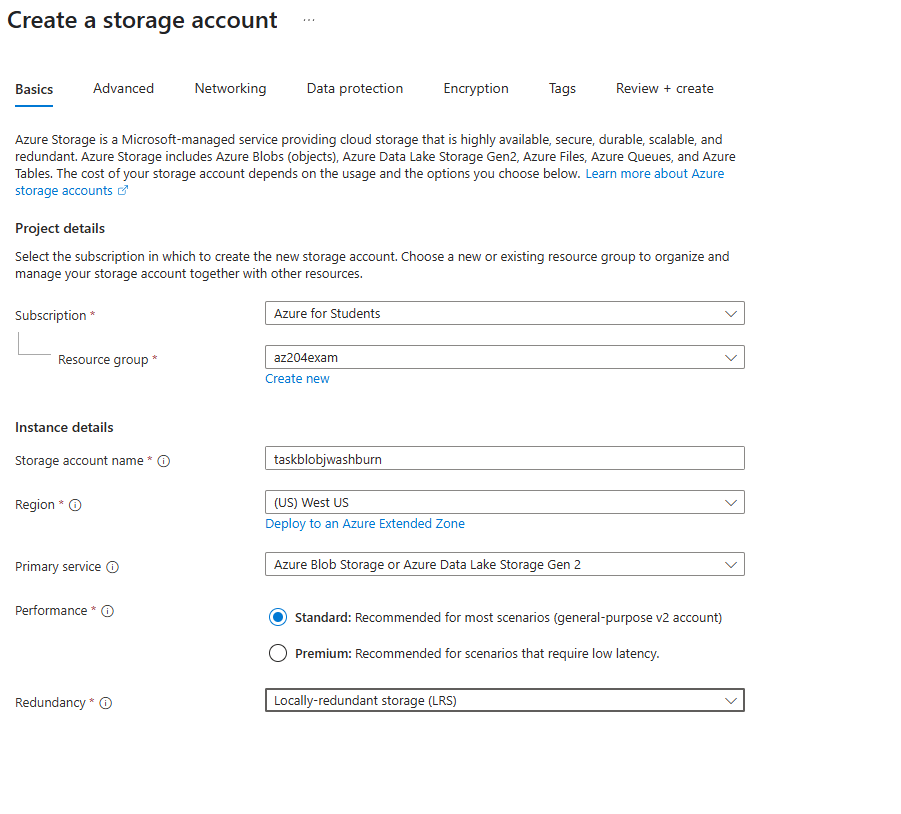 Create a storage account ...
Basics Advanced Networking Data protection Encryption Tags Review + create
Azure Storage is a Microsoft-managed service providing cloud storage that is highly available, secure, durable, scalable, and
redundant. Azure Storage includes Azure Blobs (objects), Azure Data Lake Storage Gen2, Azure Files, Azure Queues, and Azure
Tables. The cost of your storage account depends on the usage and the options you choose below. Learn more about Azure
storage accounts
Project details
Select the subscription in which to create the new storage account. Choose a new or existing resource group to organize and
manage your storage account together with other resources.
Subscription * Azure for Students
Resource group * az204exam
Create new
Instance details
Storage account name * taskblobjwashburn
Region * (US) West US
Deploy to an Azure Extended Zone
Primary service Azure Blob Storage or Azure Data Lake Storage Gen 2
Performance * Standard: Recommended for most scenarios (general-purpose v2 account)
Premium: Recommended for scenarios that require low latency.
Redundancy * Locally-redundant storage (LRS)